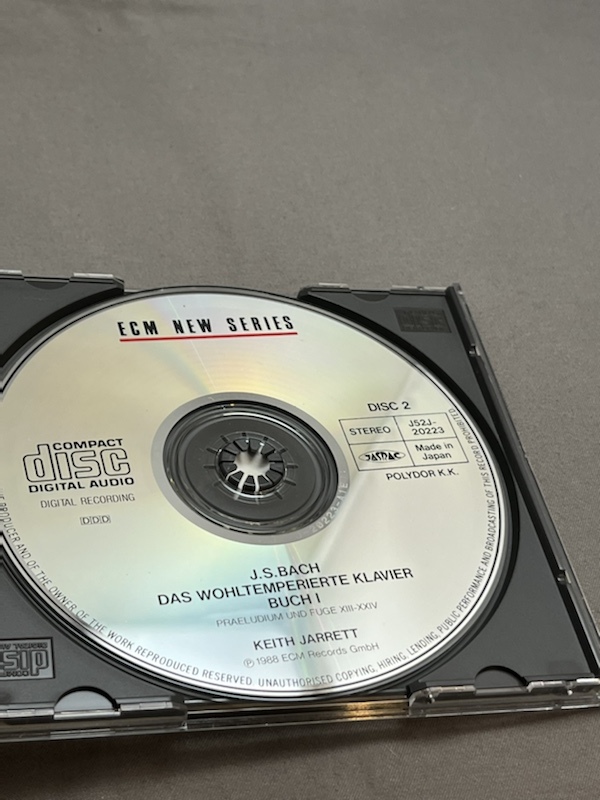 ECM NEW SERIES
DISC 2
STEREO
J52J-
20223
JASRAC
Made in
Japan
POLYDOR K.K.
COMPACT
disc
DIGITAL AUDIO
DIGITAL RECORDING
DDD
J.S.BACH
DAS WOHLTEMPERIERTE KLAVIER
BUCH I
PRAELUDIUM UND FUGE XIII-XXIV
KEITH JARRETT
℗ 1988 ECM Records GmbH
PRODUCER AND OF THE OWNER OF THE WORK REPRODUCED RESERVED UNAUTHORISED COPYING, HIRING, LENDING, PUBLIC PERFORMANCE AND BROADCASTING OF THIS RECORD PROHIBITED